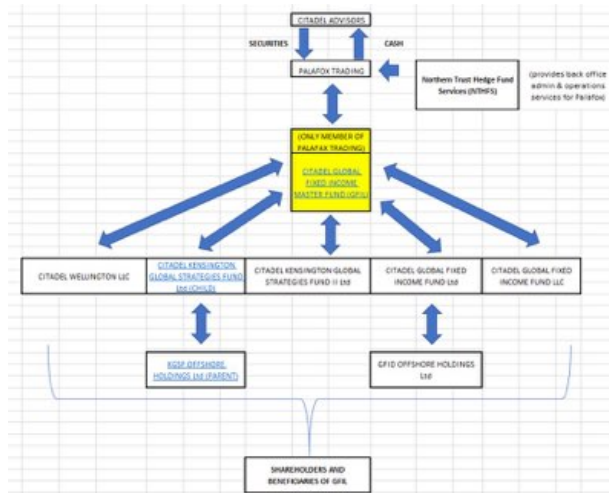 CITADEL ADVISORS
SECURITIES
CASH
PALAFOX TRADING
Northern Trust Hedge Fund
Services (NTHFS)
(provides back office
admin & operations
services for Palafox)
(ONLY MEMBER OF
PALAFAX TRADING)
CITADEL GLOBAL
FIXED INCOME
MASTER FUND (GFIL)
CITADEL WELLINGTON LLC
CITADEL KENSINGTON
GLOBAL STRATEGIES FUND
Ltd (CHILD)
CITADEL KENSINGTON GLOBAL
STRATEGIES FUND II Ltd
CITADEL GLOBAL FIXED
INCOME FUND Ltd
CITADEL GLOBAL FIXED
INCOME FUND LLC
KGSF OFFSHORE
HOLDINGS Ltd (PARENT)
GFID OFFSHORE HOLDINGS
Ltd
SHAREHOLDERS AND
BENEFICIARIES OF GFIL